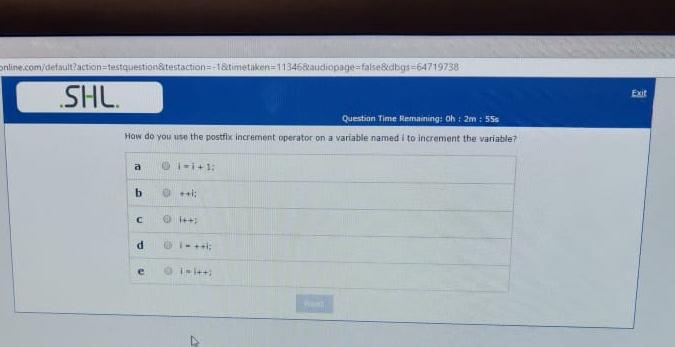 online.com/default?action=testquestion&testaction=-1&timetaken=11346&audiopage=false&dbgs=64719738
.SHL.
Exit
Question Time Remaining: 0h : 2m : 55s
How do you use the postfix increment operator on a variable named i to increment the variable?
a i = i + 1;
b ++i;
c i++;
d i = ++i;
e i = i++;
Next